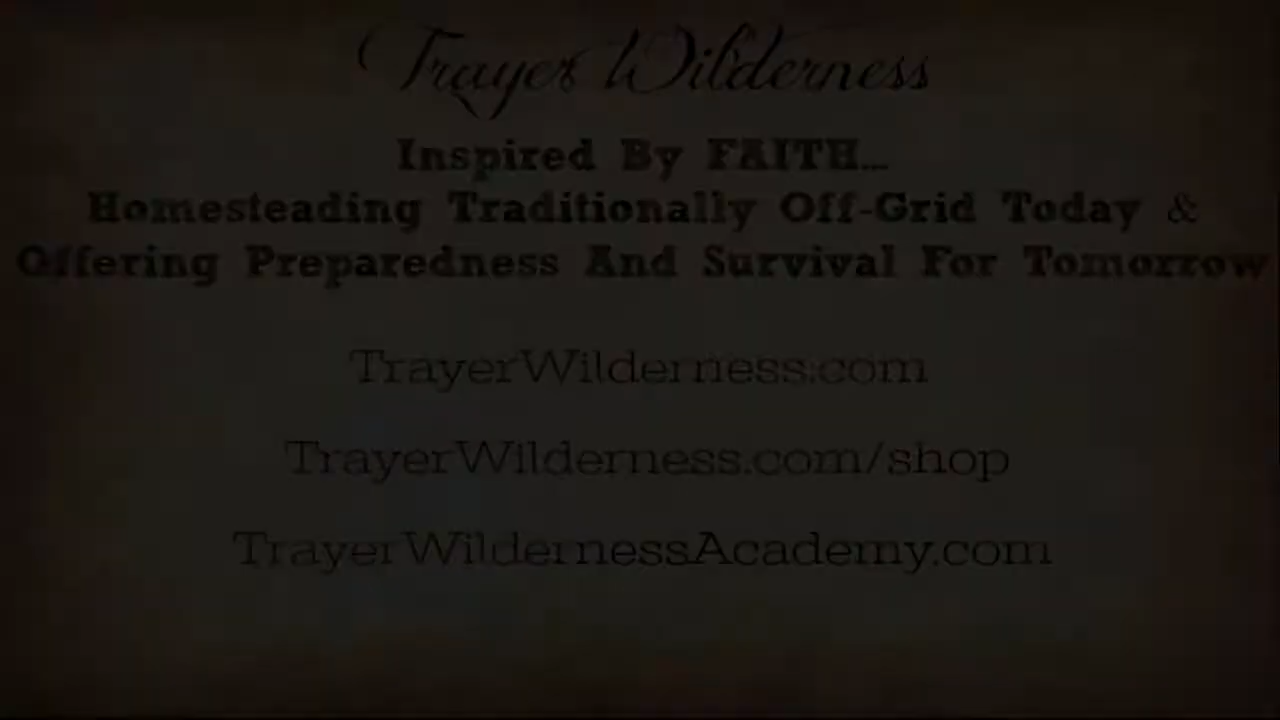 Trayer Wilderness
Inspired By FAITH...
Homesteading Traditionally Off-Grid Today &
Offering Preparedness And Survival For Tomorrow
TrayerWilderness.com
TrayerWilderness.com/shop
TrayerWildernessAcademy.com